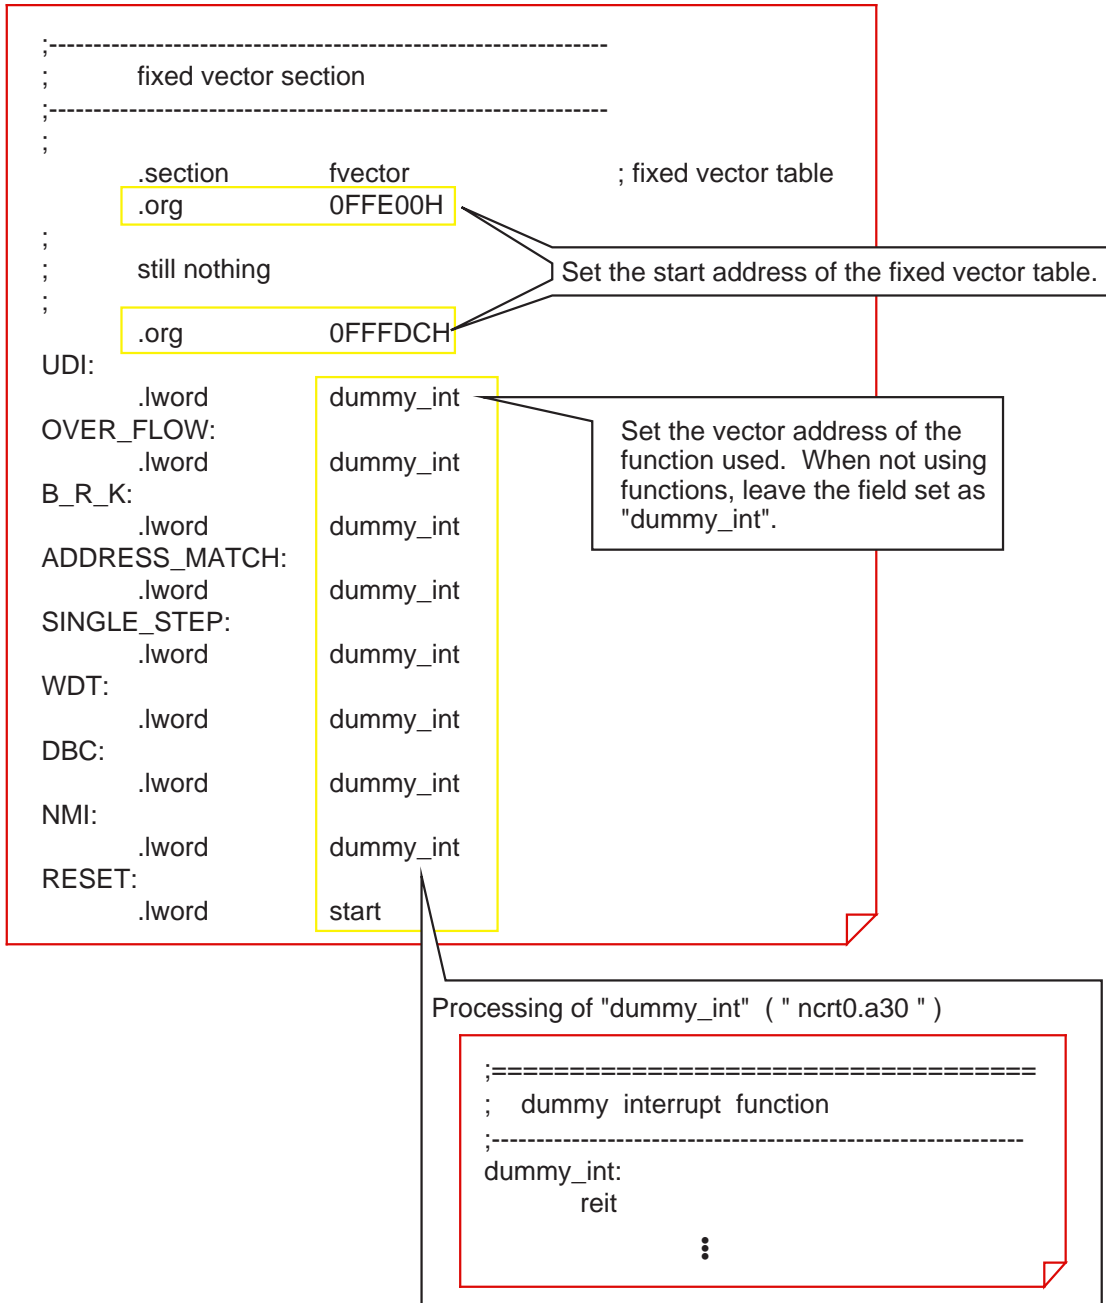 ;---------------------------------------------------------------
; fixed vector section
;---------------------------------------------------------------
;
.section fvector ; fixed vector table
.org 0FFE00H
;
; still nothing
;
.org 0FFFDCH
Set the start address of the fixed vector table.
UDI:
.lword dummy_int
OVER_FLOW:
.lword dummy_int
B_R_K:
.lword dummy_int
ADDRESS_MATCH:
.lword dummy_int
SINGLE_STEP:
.lword dummy_int
WDT:
.lword dummy_int
DBC:
.lword dummy_int
NMI:
.lword dummy_int
RESET:
.lword start
Set the vector address of the
function used. When not using
functions, leave the field set as
"dummy_int".
Processing of "dummy_int" ( " ncrt0.a30 " )
;===================================
; dummy interrupt function
;------------------------------------------------------------
dummy_int:
reit